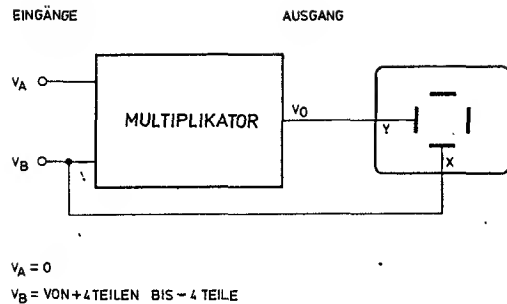 EINGÄNGE AUSGANG
VA
MULTIPLIKATOR
VO
Y
VB
X
VA = 0
VB = VON + 4 TEILEN BIS - 4 TEILE